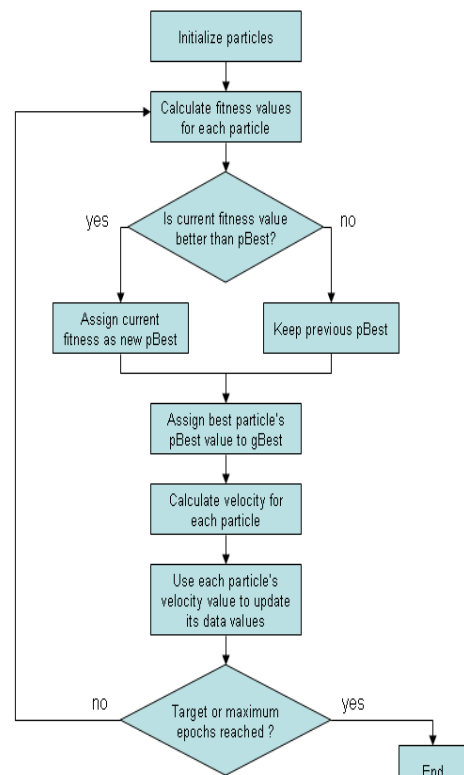 Initialize particles
Calculate fitness values
for each particle
Is current fitness value
better than pBest?
yes
no
Assign current
fitness as new pBest
Keep previous pBest
Assign best particle's
pBest value to gBest
Calculate velocity for
each particle
Use each particle's
velocity value to update
its data values
Target or maximum
epochs reached ?
no
yes
End